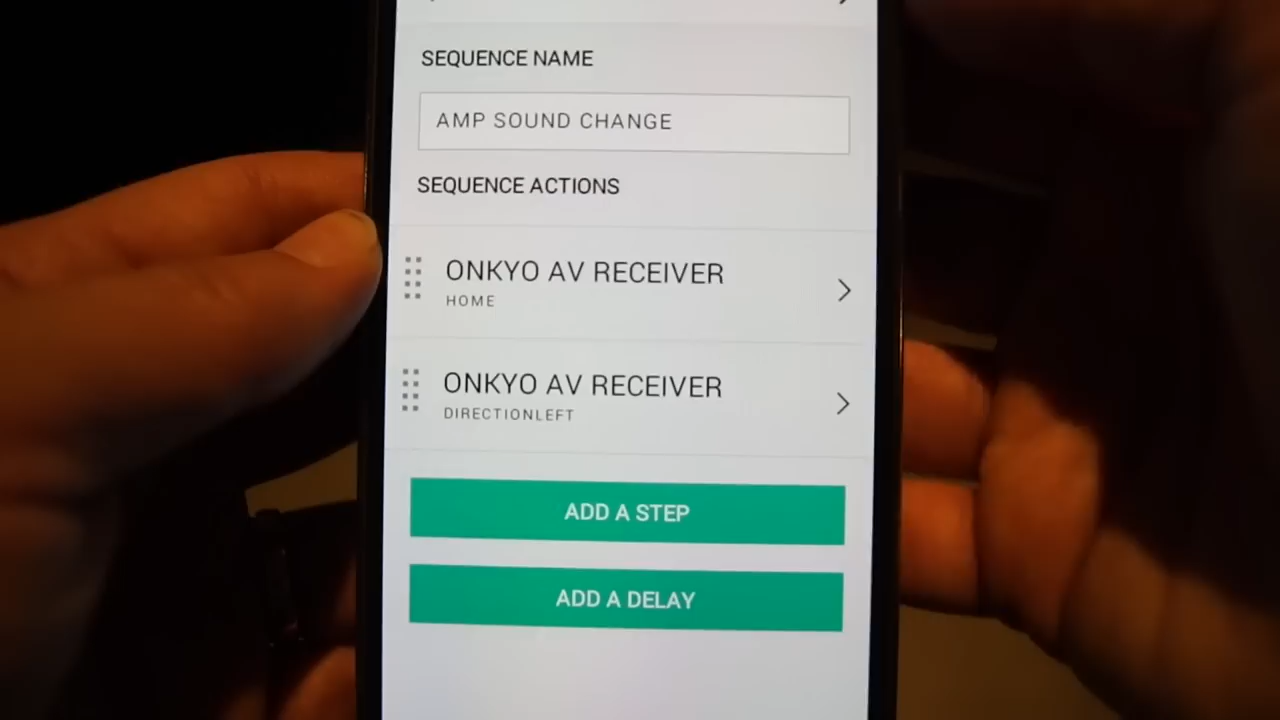 SEQUENCE NAME
AMP SOUND CHANGE
SEQUENCE ACTIONS
ONKYO AV RECEIVER
HOME
ONKYO AV RECEIVER
DIRECTIONLEFT
ADD A STEP
ADD A DELAY